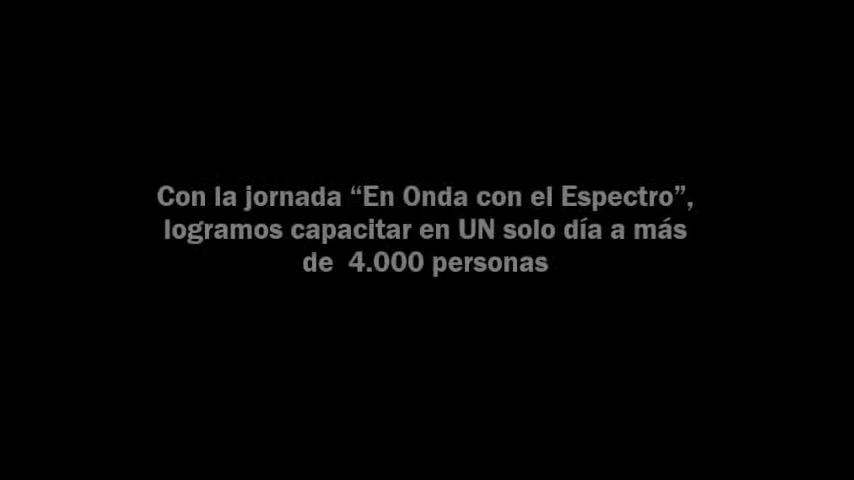 Con la jornada “En Onda con el Espectro”,
logramos capacitar en UN solo día a más
de  4.000 personas